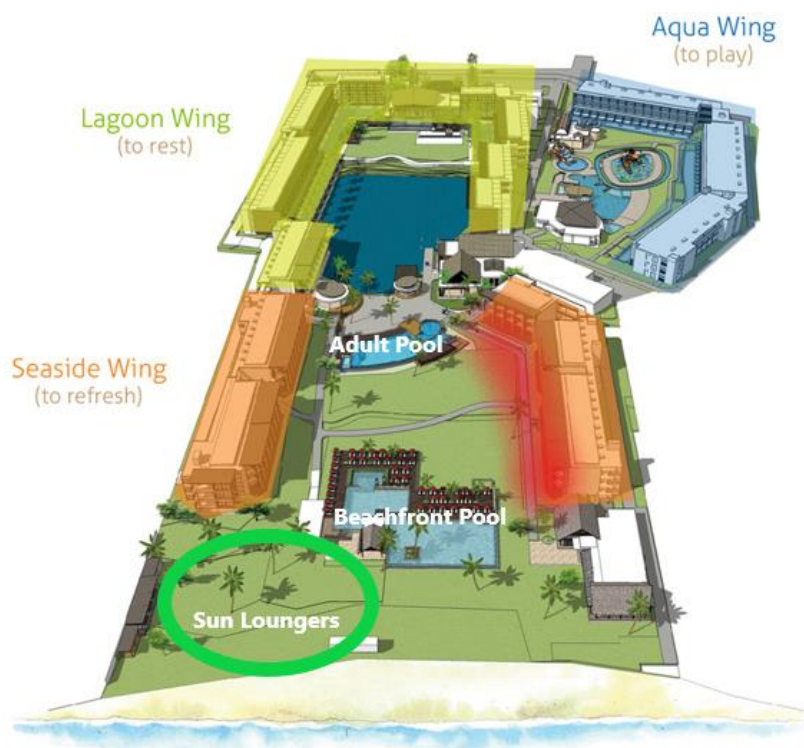 Aqua Wing
(to play)
Lagoon Wing
(to rest)
Adult Pool
Seaside Wing
(to refresh)
Beachfront Pool
Sun Loungers